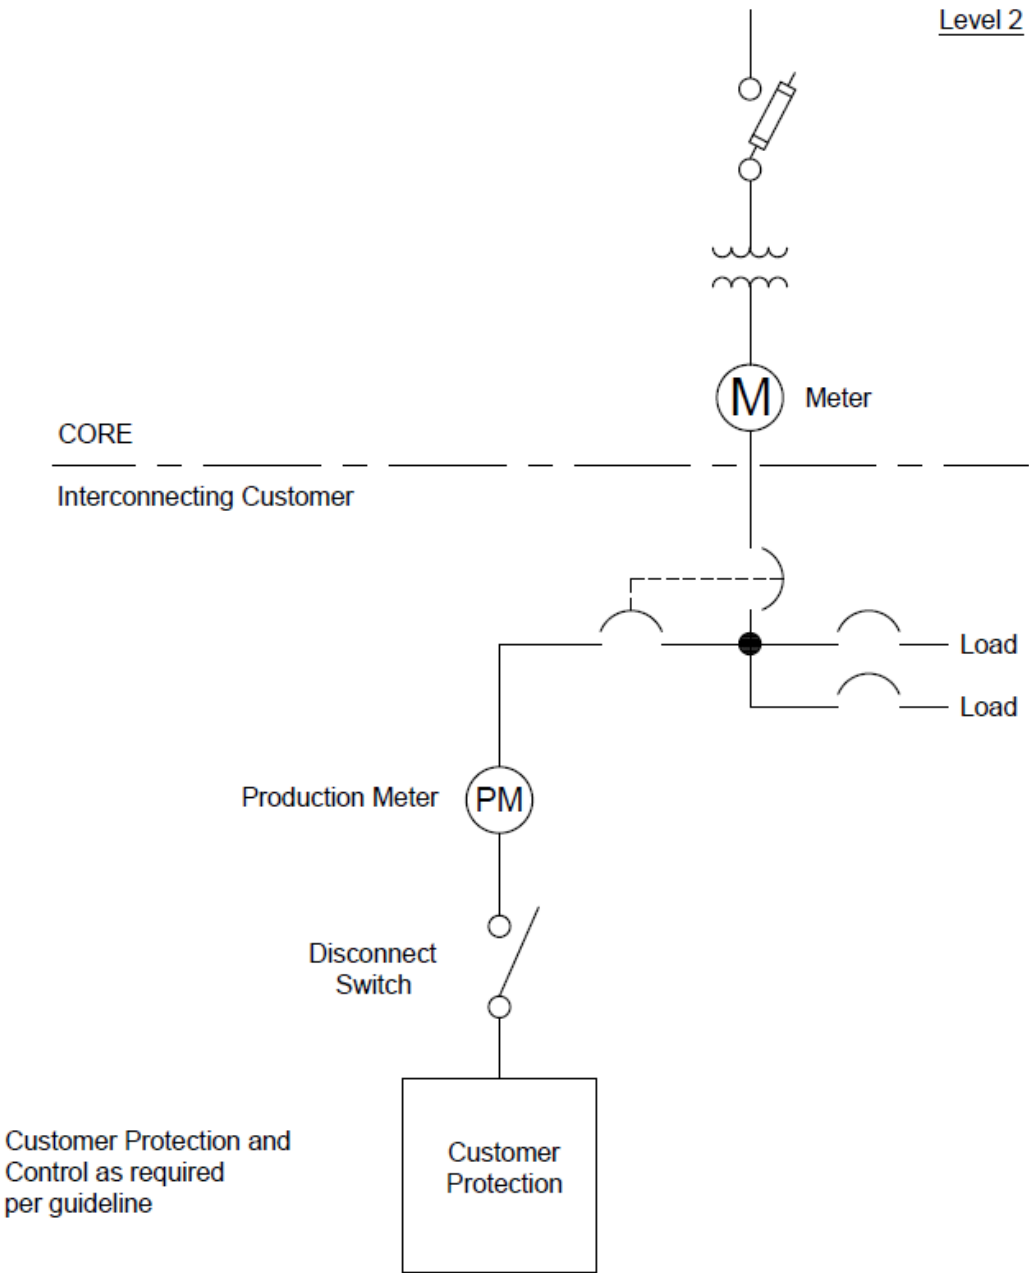 Level 2
M
Meter
CORE
Interconnecting Customer
Load
Load
Production Meter
PM
Disconnect
Switch
Customer Protection and
Control as required
per guideline
Customer
Protection